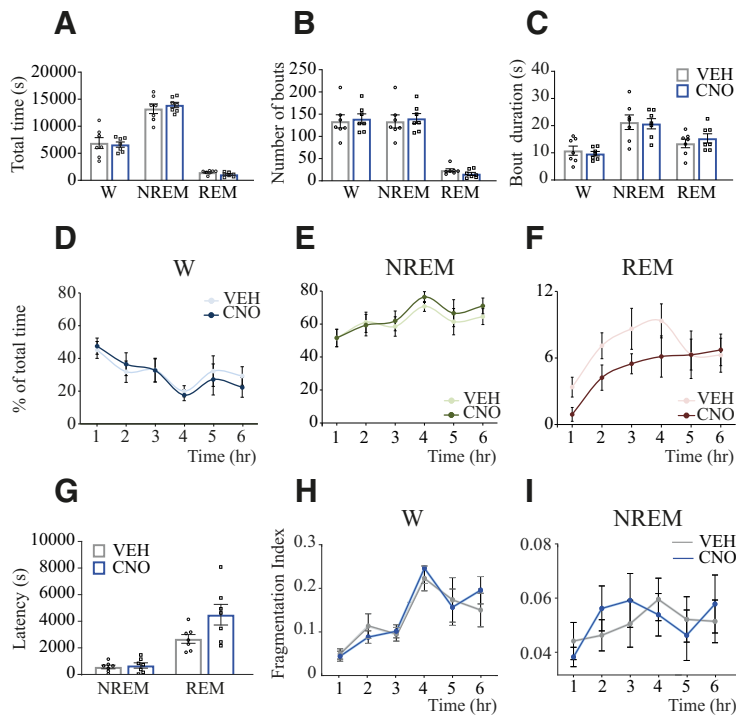 A
Total time (s)
20000
15000
10000
5000
0
W NREM REM
B
Number of bouts
250
200
150
100
50
0
W NREM REM
C
Bout duration (s)
40
30
20
10
0
W NREM REM
VEH
CNO
D
W
% of total time
80
60
40
20
0
1 2 3 4 5 6
Time (hr)
VEH
CNO
E
NREM
80
60
40
20
0
1 2 3 4 5 6
Time (hr)
VEH
CNO
F
REM
12
6
0
1 2 3 4 5 6
Time (hr)
VEH
CNO
G
Latency (s)
10000
8000
6000
4000
2000
0
NREM REM
VEH
CNO
H
W
Fragmentation Index
0.3
0.2
0.1
0
1 2 3 4 5 6
Time (hr)
I
NREM
0.08
0.06
0.04
1 2 3 4 5 6
Time (hr)
VEH
CNO